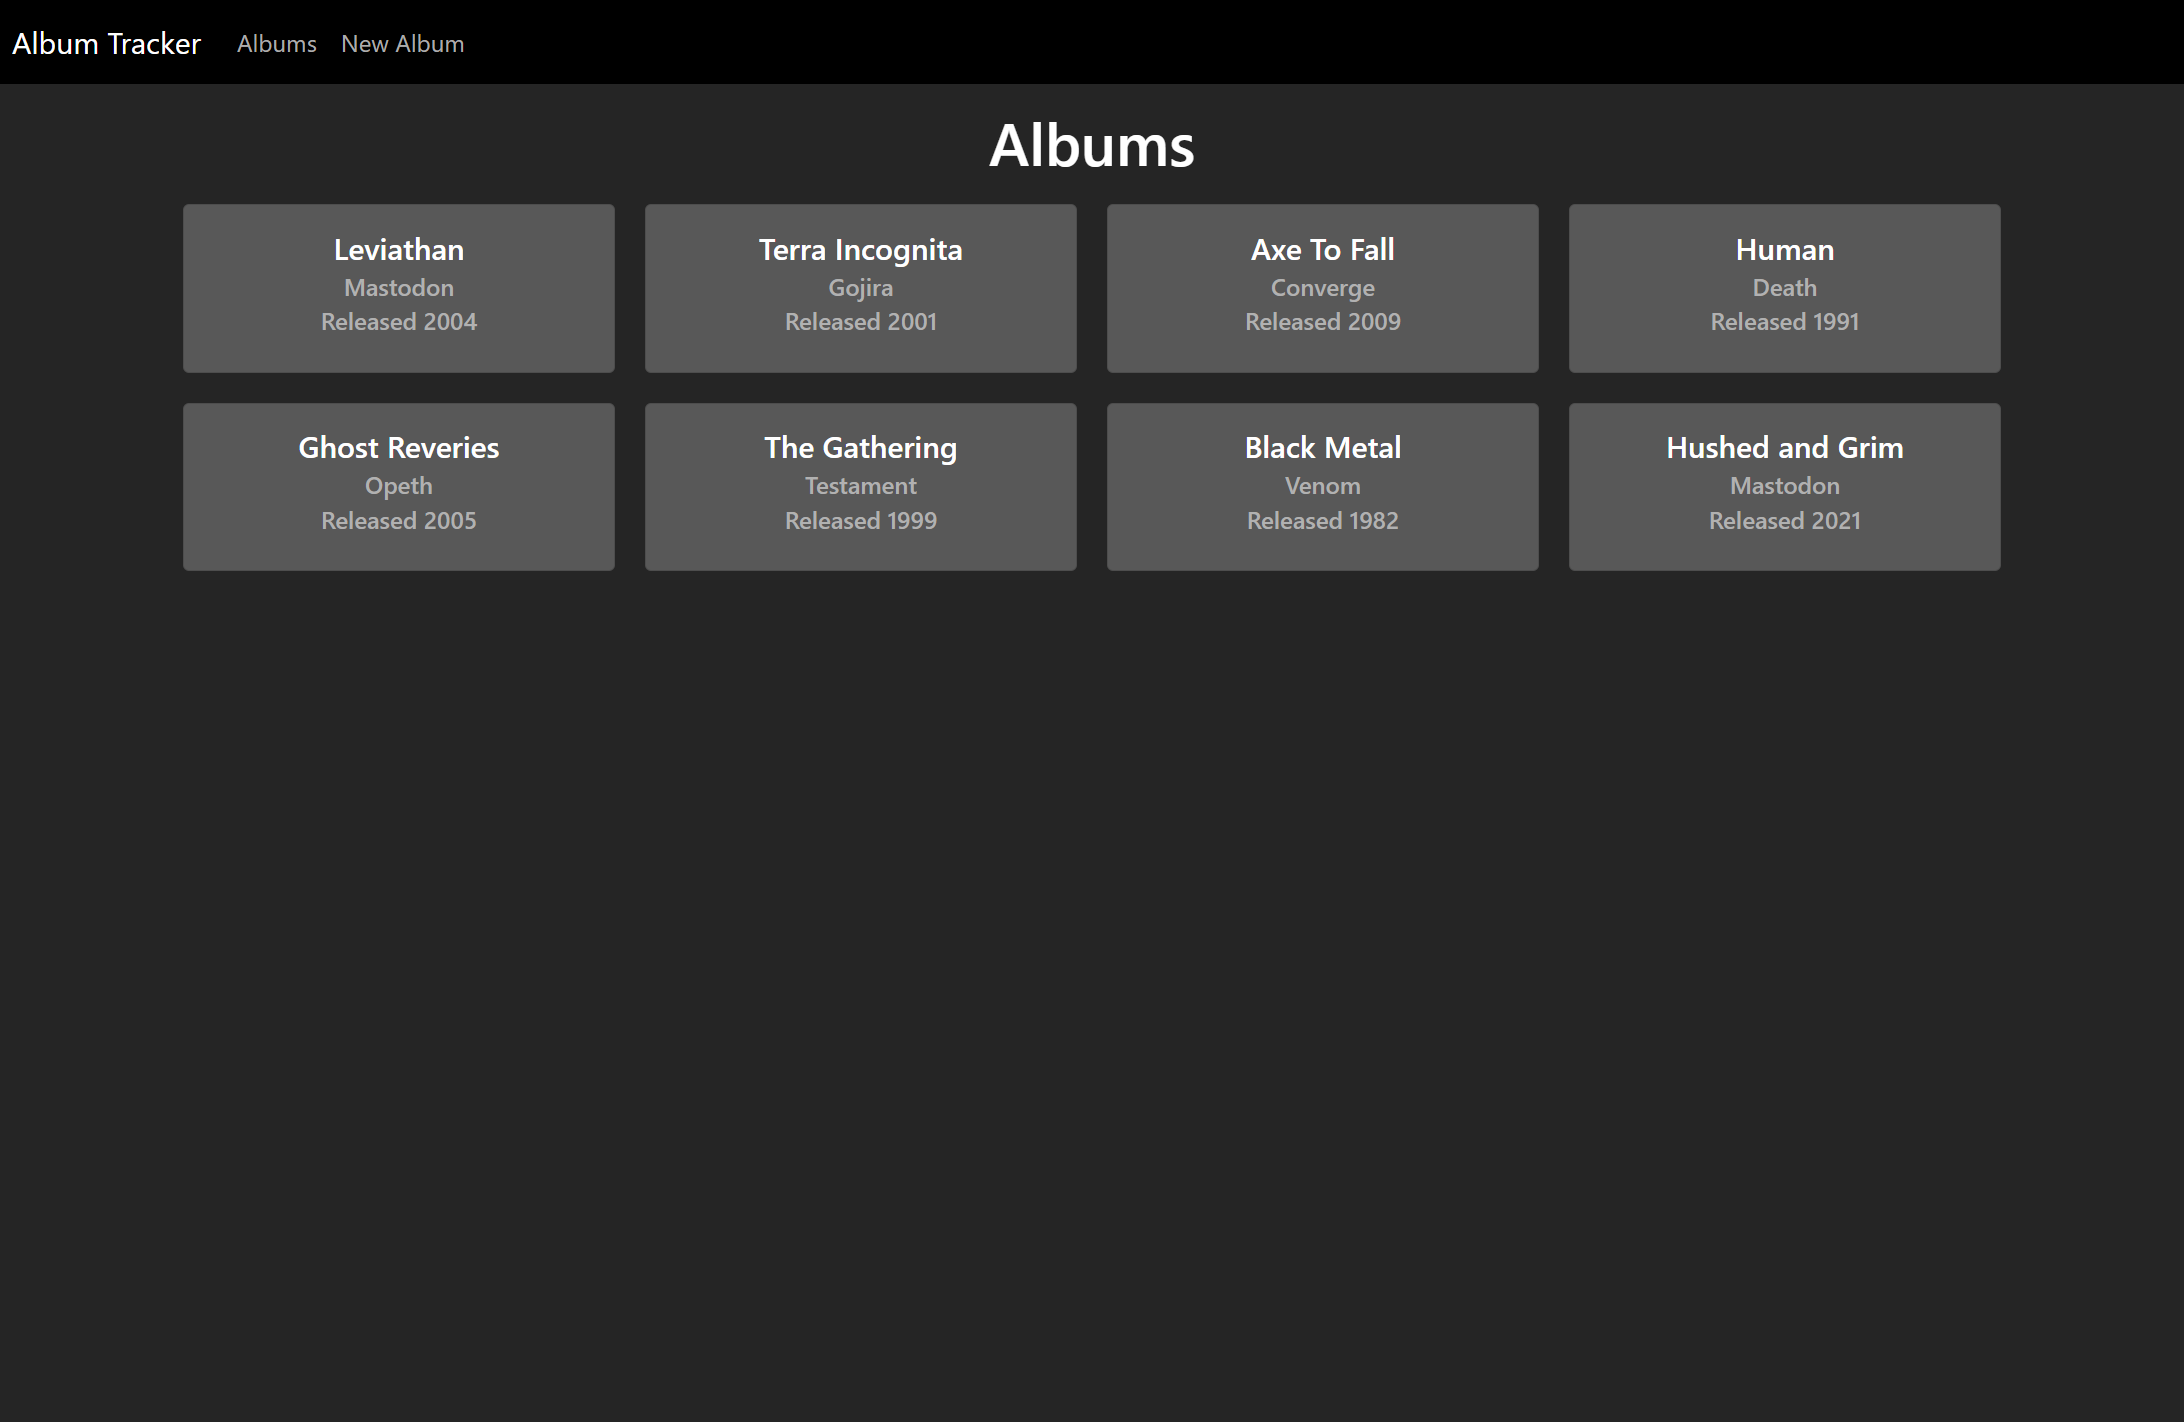 Album Tracker Albums New Album
Albums
Leviathan
Mastodon
Released 2004
Terra Incognita
Gojira
Released 2001
Axe To Fall
Converge
Released 2009
Human
Death
Released 1991
Ghost Reveries
Opeth
Released 2005
The Gathering
Testament
Released 1999
Black Metal
Venom
Released 1982
Hushed and Grim
Mastodon
Released 2021